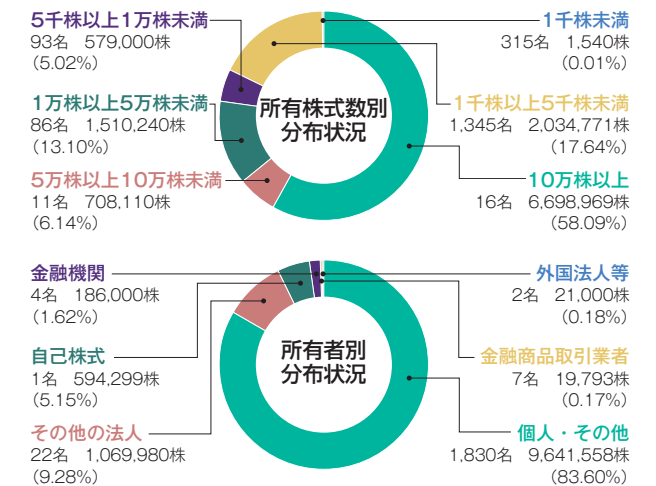 所有株式数別
分布状況
5千株以上1万株未満
93名 579,000株
（5.02%）
1万株以上5万株未満
86名 1,510,240株
（13.10%）
5万株以上10万株未満
11名 708,110株
（6.14%）
1千株未満
315名 1,540株
（0.01%）
1千株以上5千株未満
1,345名 2,034,771株
（17.64%）
10万株以上
16名 6,698,969株
（58.09%）
所有者別
分布状況
金融機関
4名 186,000株
（1.62%）
自己株式
1名 594,299株
（5.15%）
その他の法人
22名 1,069,980株
（9.28%）
外国法人等
2名 21,000株
（0.18%）
金融商品取引業者
7名 19,793株
（0.17%）
個人・その他
1,830名 9,641,558株
（83.60%）